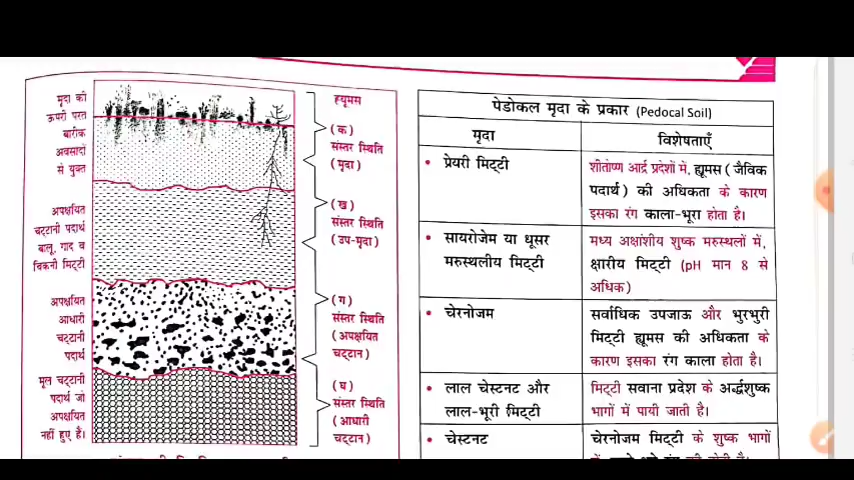 मृदा की
ऊपरी परत
बारीक
अवसादों
से युक्त
अपक्षयित
चट्टानी पदार्थ
बालू, गाद व
चिकनी मिट्टी
अपक्षयित
आधारी
चट्टानी
पदार्थ
मूल चट्टानी
पदार्थ जो
अपक्षयित
नहीं हुए है।
ह्यूमस
(क)
संस्तर स्थिति
(मृदा)
(ख)
संस्तर स्थिति
(उप-मृदा)
(ग)
संस्तर स्थिति
(अपक्षयित
चट्टान)
(घ)
संस्तर स्थिति
(आधारी
चट्टान)
पेडोकल मृदा के प्रकार (Pedocal Soil)
मृदा
विशेषताएँ
• प्रेयरी मिट्टी
शीतोष्ण आर्द्र प्रदेशों में, ह्यूमस (जैविक
पदार्थ) की अधिकता के कारण
इसका रंग काला-भूरा होता है।
• सायरोजेम या धूसर
मरुस्थलीय मिट्टी
मध्य अक्षांशीय शुष्क मरुस्थलों में,
क्षारीय मिट्टी (pH मान 8 से
अधिक)
• चेरनोजम
सर्वाधिक उपजाऊ और भुरभुरी
मिट्टी ह्यूमस की अधिकता के
कारण इसका रंग काला होता है।
• लाल चेस्टनट और
लाल-भूरी मिट्टी
मिट्टी सवाना प्रदेश के अर्द्धशुष्क
भागों में पायी जाती है।
• चेस्टनट
चेरनोजम मिट्टी के शुष्क भागों